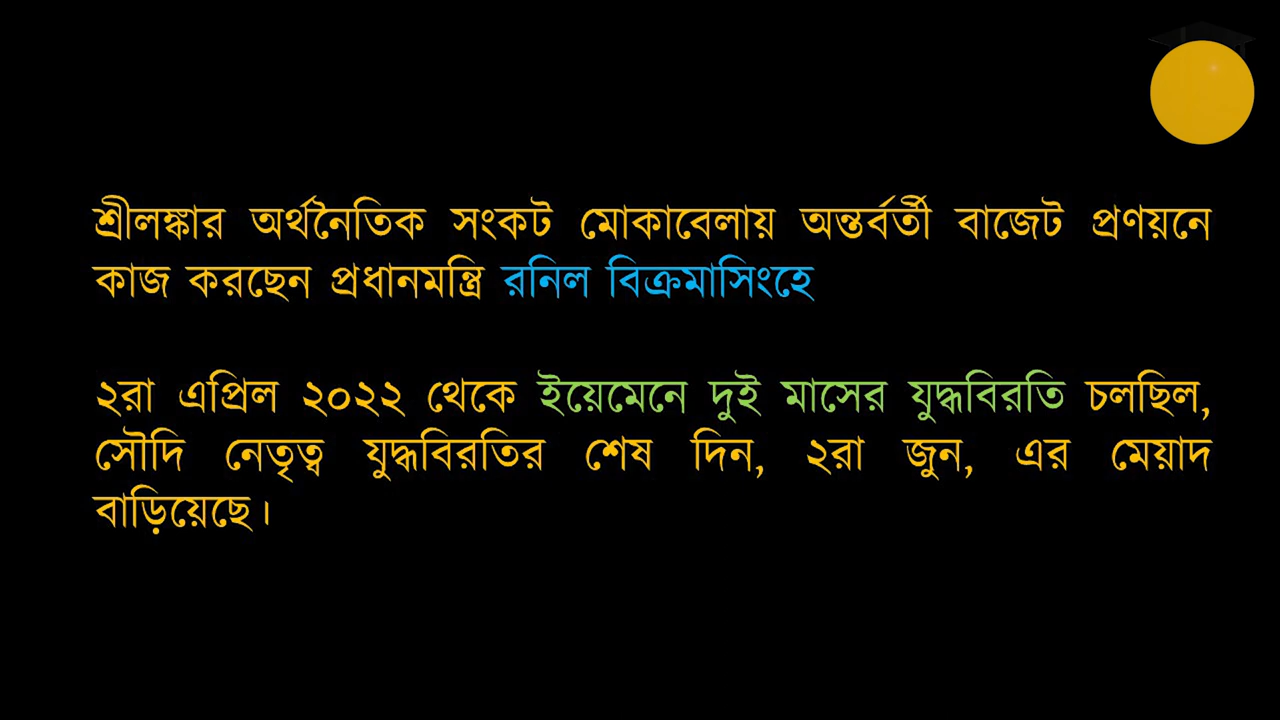 শ্রীলঙ্কার অর্থনৈতিক সংকট মোকাবেলায় অন্তর্বর্তী বাজেট প্রণয়নে
কাজ করছেন প্রধানমন্ত্রি রনিল বিক্রমাসিংহে
২রা এপ্রিল ২০২২ থেকে ইয়েমেনে দুই মাসের যুদ্ধবিরতি চলছিল,
সৌদি নেতৃত্ব যুদ্ধবিরতির শেষ দিন, ২রা জুন, এর মেয়াদ
বাড়িয়েছে।